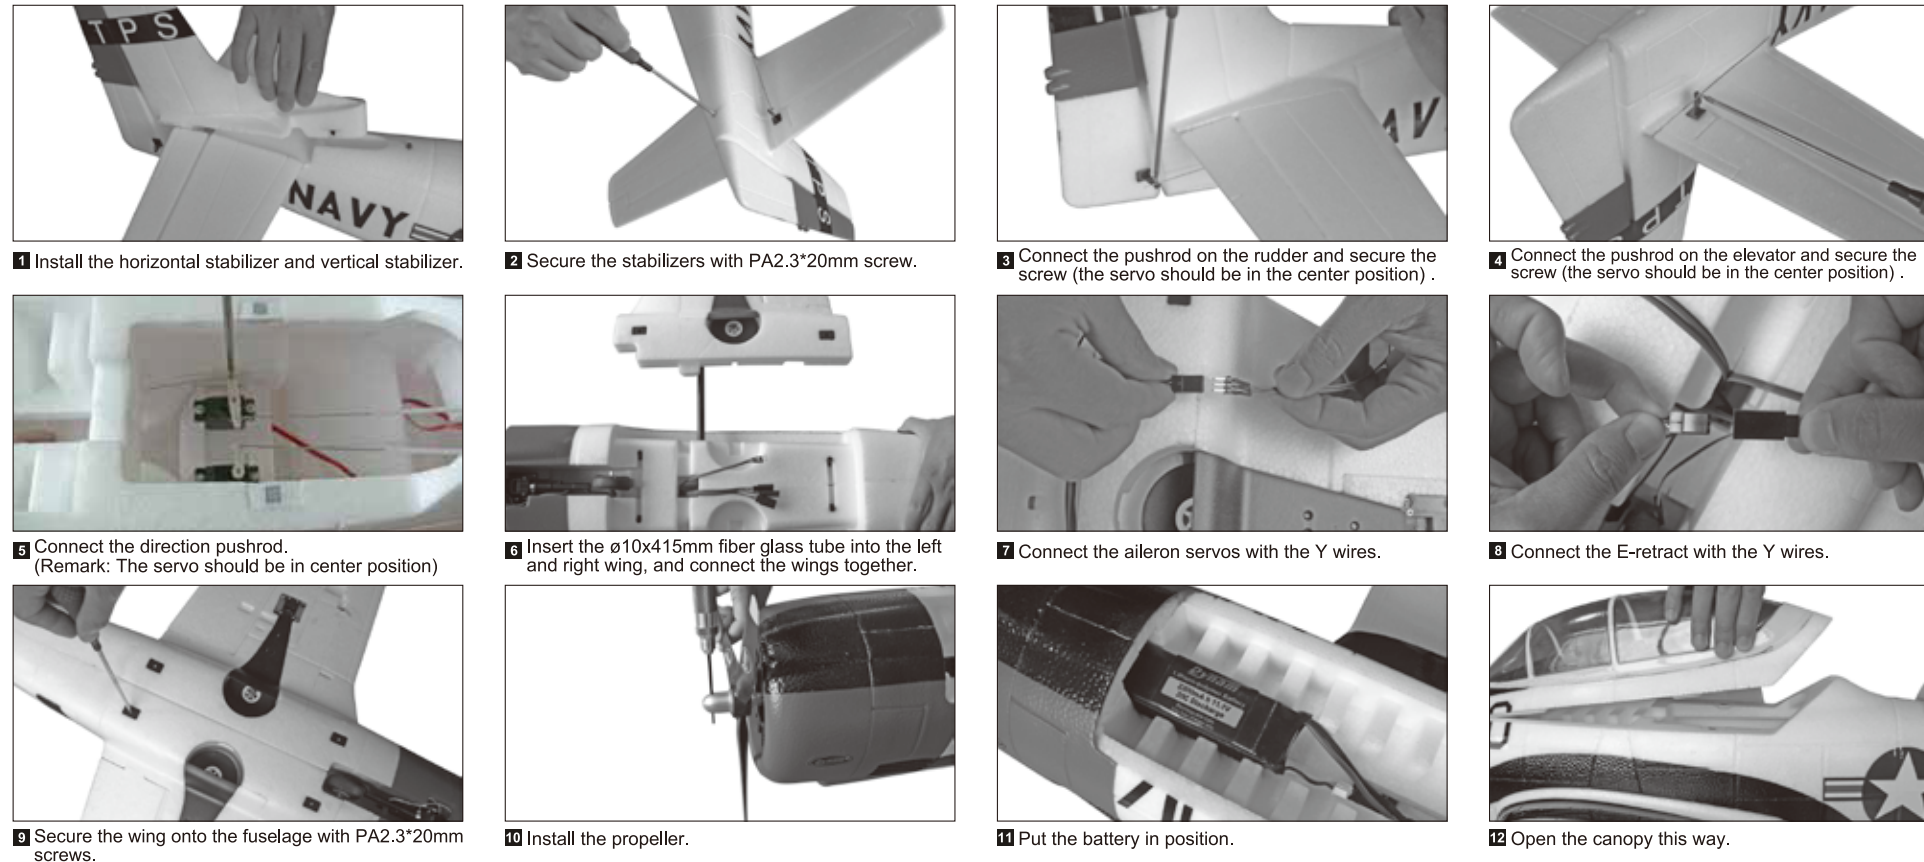 TPS
NAVY
1 Install the horizontal stabilizer and vertical stabilizer.
TPS
2 Secure the stabilizers with PA2.3*20mm screw.
AV
3 Connect the pushrod on the rudder and secure the
screw (the servo should be in the center position) .
4 Connect the pushrod on the elevator and secure the
screw (the servo should be in the center position) .
5 Connect the direction pushrod.
(Remark: The servo should be in center position)
6 Insert the ø10x415mm fiber glass tube into the left
and right wing, and connect the wings together.
7 Connect the aileron servos with the Y wires.
8 Connect the E-retract with the Y wires.
9 Secure the wing onto the fuselage with PA2.3*20mm
screws.
10 Install the propeller.
Dynam
Discharge
11 Put the battery in position.
12 Open the canopy this way.